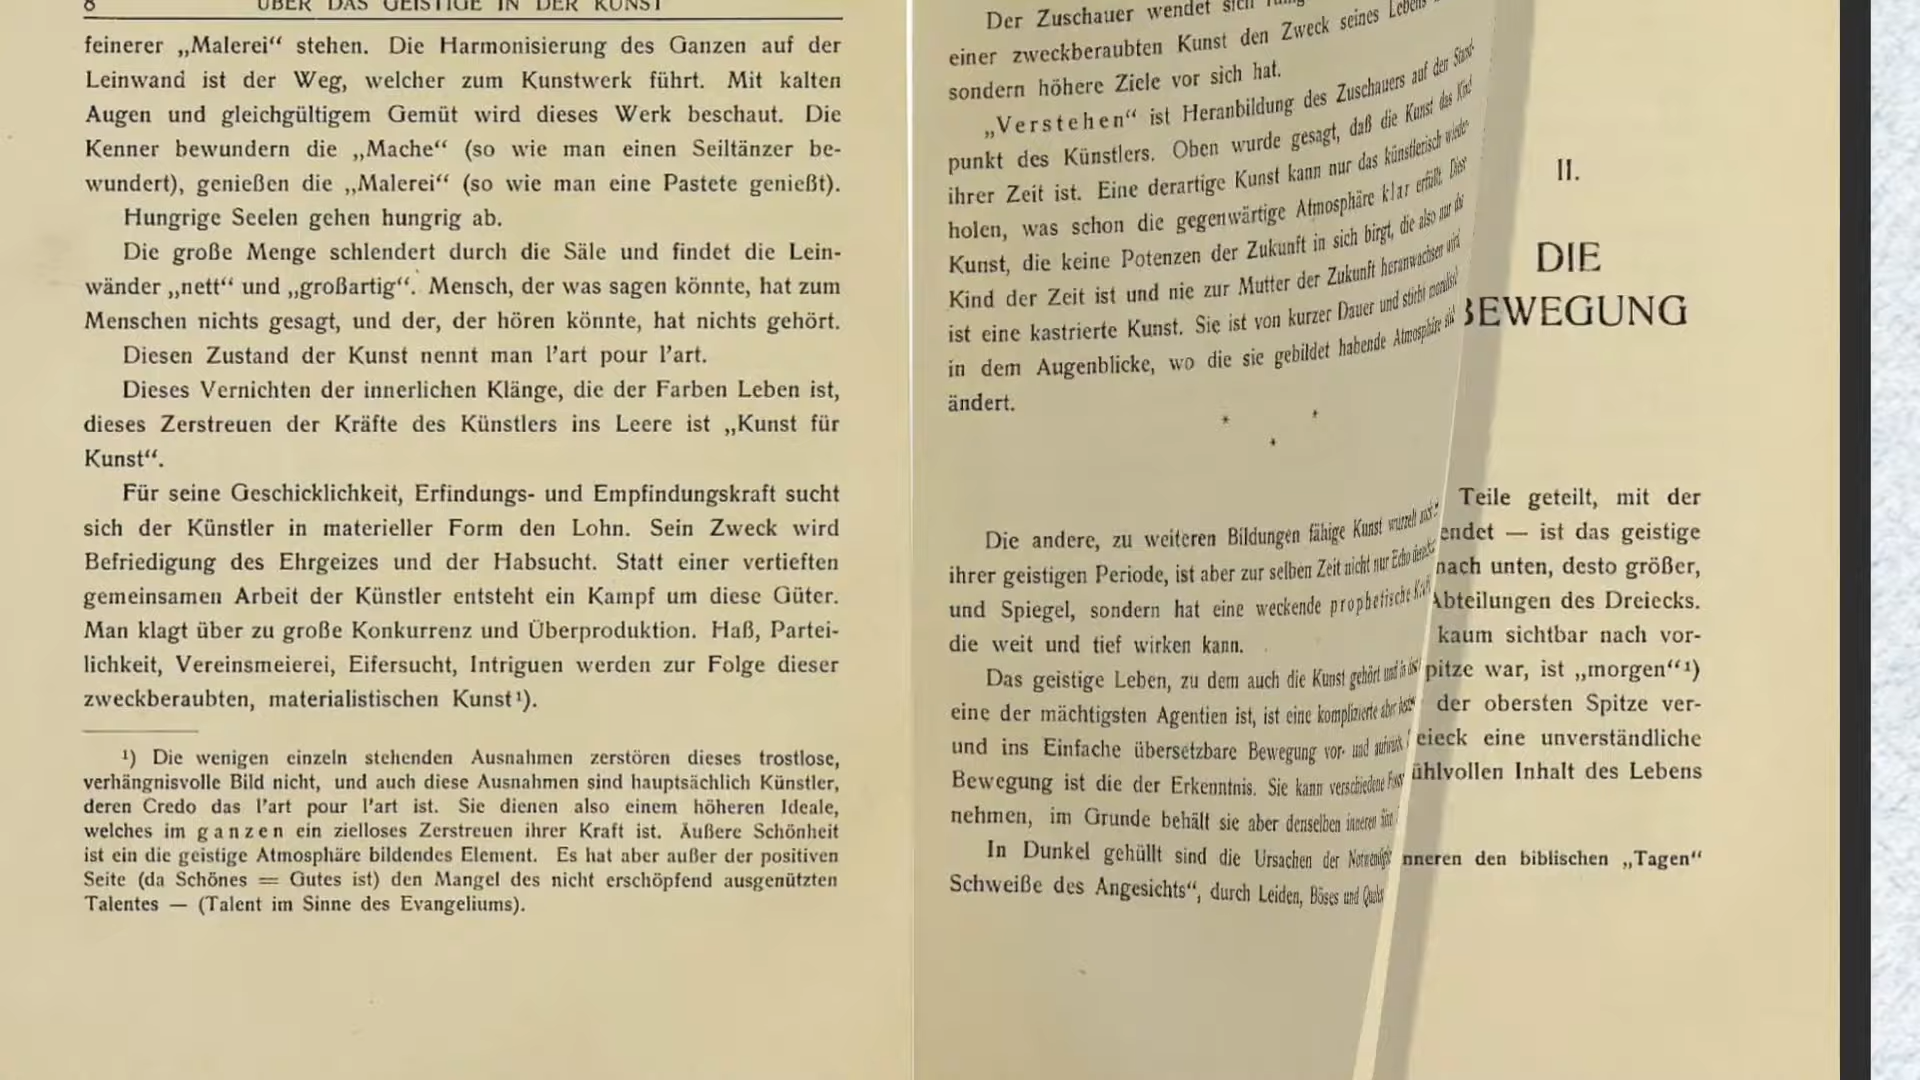 8 ÜBER DAS GEISTIGE IN DER KUNST
feinerer „Malerei“ stehen. Die Harmonisierung des Ganzen auf der
Leinwand ist der Weg, welcher zum Kunstwerk führt. Mit kalten
Augen und gleichgültigem Gemüt wird dieses Werk beschaut. Die
Kenner bewundern die „Mache“ (so wie man einen Seiltänzer be-
wundert), genießen die „Malerei“ (so wie man eine Pastete genießt).
Hungrige Seelen gehen hungrig ab.
Die große Menge schlendert durch die Säle und findet die Lein-
wänder „nett“ und „großartig“. Mensch, der was sagen könnte, hat zum
Menschen nichts gesagt, und der, der hören könnte, hat nichts gehört.
Diesen Zustand der Kunst nennt man l’art pour l’art.
Dieses Vernichten der innerlichen Klänge, die der Farben Leben ist,
dieses Zerstreuen der Kräfte des Künstlers ins Leere ist „Kunst für
Kunst“.
Für seine Geschicklichkeit, Erfindungs- und Empfindungskraft sucht
sich der Künstler in materieller Form den Lohn. Sein Zweck wird
Befriedigung des Ehrgeizes und der Habsucht. Statt einer vertieften
gemeinsamen Arbeit der Künstler entsteht ein Kampf um diese Güter.
Man klagt über zu große Konkurrenz und Überproduktion. Haß, Partei-
lichkeit, Vereinsmeierei, Eifersucht, Intriguen werden zur Folge dieser
zweckberaubten, materialistischen Kunst¹).
¹) Die wenigen einzeln stehenden Ausnahmen zerstören dieses trostlose,
verhängnisvolle Bild nicht, und auch diese Ausnahmen sind hauptsächlich Künstler,
deren Credo das l’art pour l’art ist. Sie dienen also einem höheren Ideale,
welches im ganzen ein zielloses Zerstreuen ihrer Kraft ist. Äußere Schönheit
ist ein die geistige Atmosphäre bildendes Element. Es hat aber außer der positiven
Seite (da Schönes = Gutes ist) den Mangel des nicht erschöpfend ausgenützten
Talentes — (Talent im Sinne des Evangeliums).
Der Zuschauer wendet sich
einer zweckberaubten Kunst den Zweck seines Lebens
sondern höhere Ziele vor sich hat.
„Verstehen“ ist Heranbildung des Zuschauers auf den Stand-
punkt des Künstlers. Oben wurde gesagt, daß die Kunst das Kind
ihrer Zeit ist. Eine derartige Kunst kann nur das künstlerisch wieder-
holen, was schon die gegenwärtige Atmosphäre klar erfüllt. Diese
Kunst, die keine Potenzen der Zukunft in sich birgt, die also nur das
Kind der Zeit ist und nie zur Mutter der Zukunft heranwachsen wird
ist eine kastrierte Kunst. Sie ist von kurzer Dauer und stirbt moralisch
in dem Augenblicke, wo die sie gebildet habende Atmosphäre sich
ändert.
* *
*
Die andere, zu weiteren Bildungen fähige Kunst wurzelt auch
ihrer geistigen Periode, ist aber zur selben Zeit nicht nur Echo derselben
und Spiegel, sondern hat eine weckende prophetische
die weit und tief wirken kann.
Das geistige Leben, zu dem auch die Kunst gehört und in dem
eine der mächtigsten Agentien ist, ist eine komplizierte aber
und ins Einfache übersetzbare Bewegung vor- und aufwärts
Bewegung ist die der Erkenntnis. Sie kann verschiedene
nehmen, im Grunde behält sie aber denselben inneren
In Dunkel gehüllt sind die Ursachen der
Schweiße des Angesichts“, durch Leiden, Böses und
II.
DIE
BEWEGUNG
Teile geteilt, mit der
endet — ist das geistige
nach unten, desto größer,
Abteilungen des Dreiecks.
kaum sichtbar nach vor-
pitze war, ist „morgen“¹)
der obersten Spitze ver-
eieck eine unverständliche
ühlvollen Inhalt des Lebens
nneren den biblischen „Tagen“